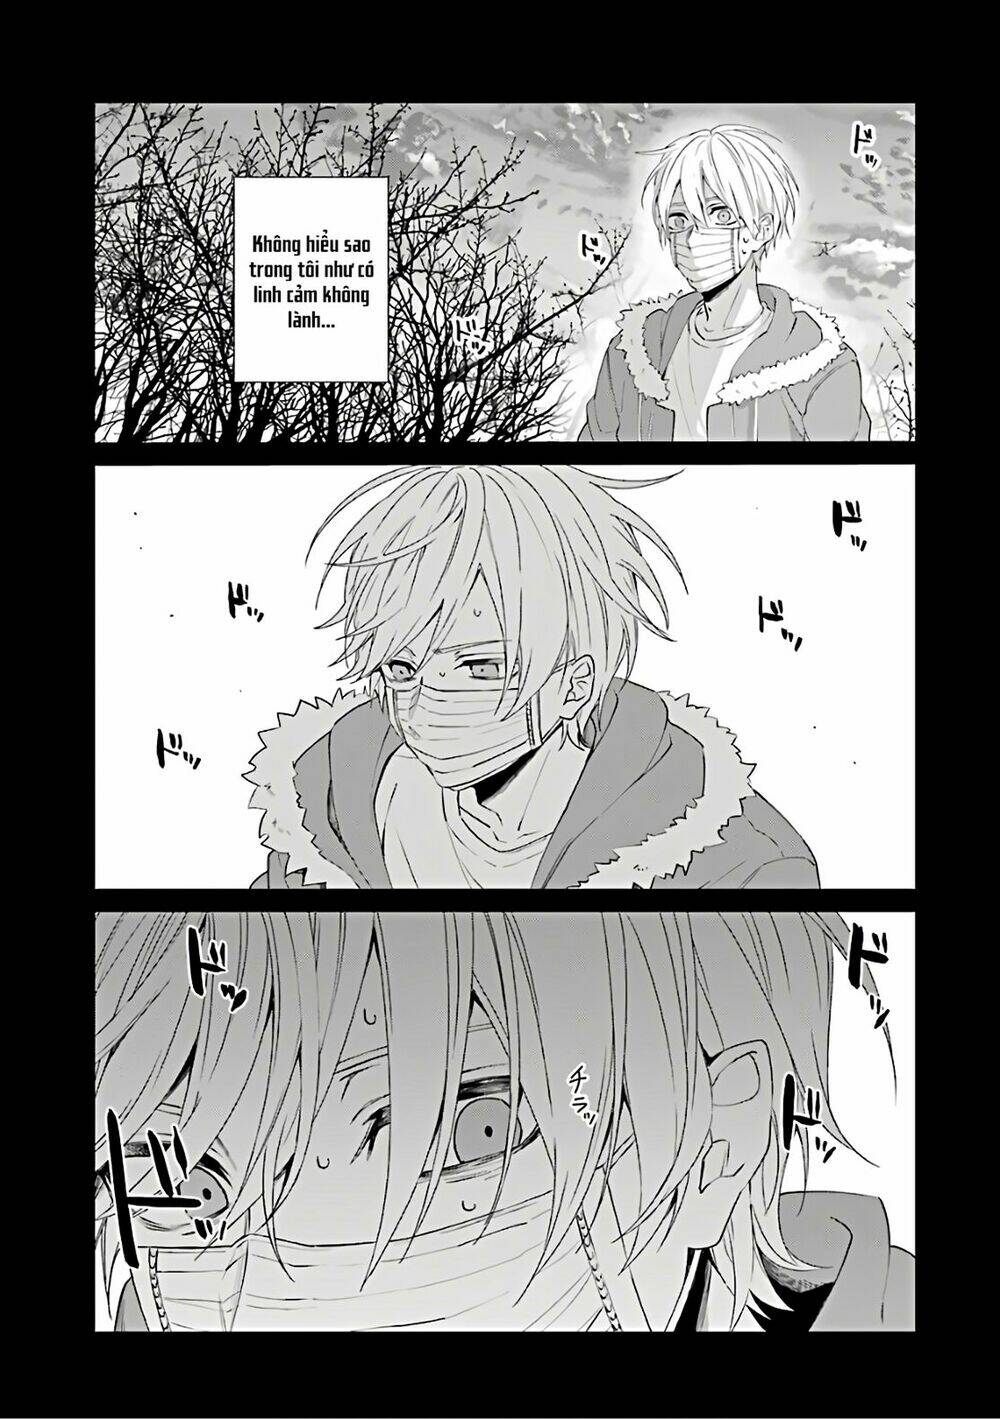 ドッ
Không hiểu sao
trong tôi như có
linh cảm không
lành...
ドッ
ドッ
ドッ
ドッ
ドッ
ドッ
ドッ
ドッ
チラッ
ドッ
ドッ